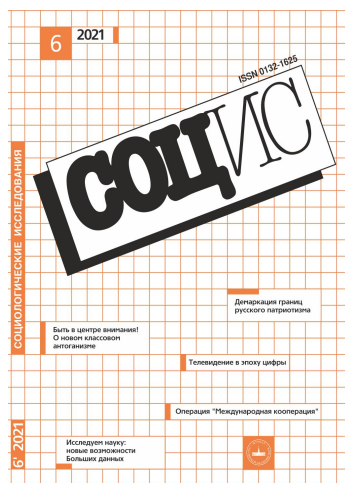 6
2021
ISSN 0132-1625
СОЦИС
СОЦИОЛОГИЧЕСКИЕ ИССЛЕДОВАНИЯ
Демаркация границ
русского патриотизма
Быть в центре внимания!
О новом классовом
антоганизме
Телевидение в эпоху цифры
Операция "Международная кооперация"
6' 2021
Исследуем науку:
новые возможности
Больших данных